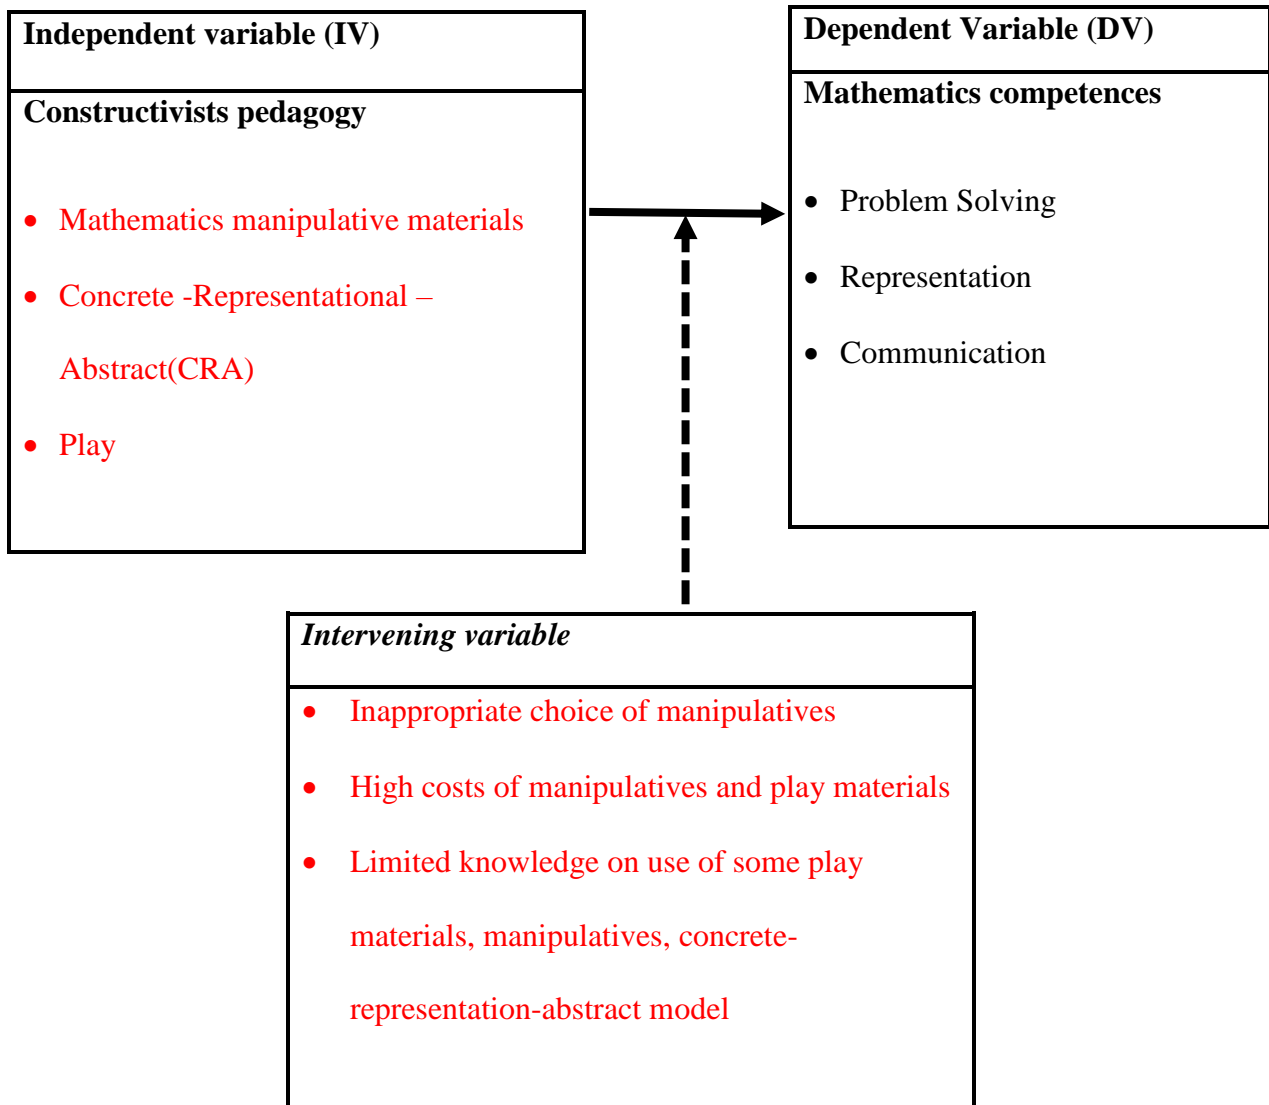 Independent variable (IV)
Constructivists pedagogy
• Mathematics manipulative materials
• Concrete -Representational –
Abstract(CRA)
• Play
Dependent Variable (DV)
Mathematics competences
• Problem Solving
• Representation
• Communication
Intervening variable
• Inappropriate choice of manipulatives
• High costs of manipulatives and play materials
• Limited knowledge on use of some play
materials, manipulatives, concrete-
representation-abstract model